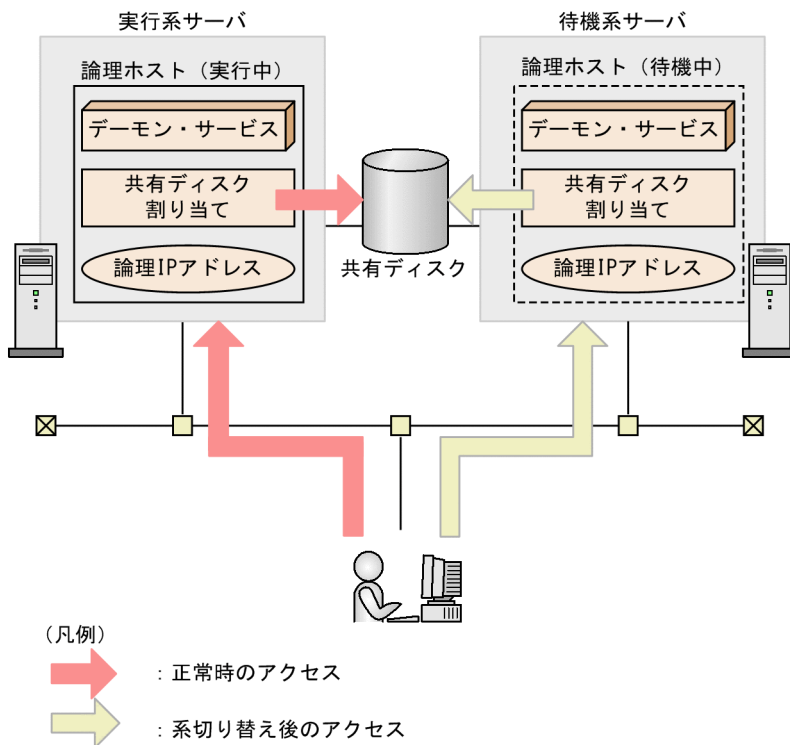 実行系サーバ
待機系サーバ
論理ホスト（実行中）
論理ホスト（待機中）
デーモン・サービス
デーモン・サービス
共有ディスク
割り当て
共有ディスク
割り当て
論理IPアドレス
共有ディスク
論理IPアドレス
（凡例）
：正常時のアクセス
：系切り替え後のアクセス